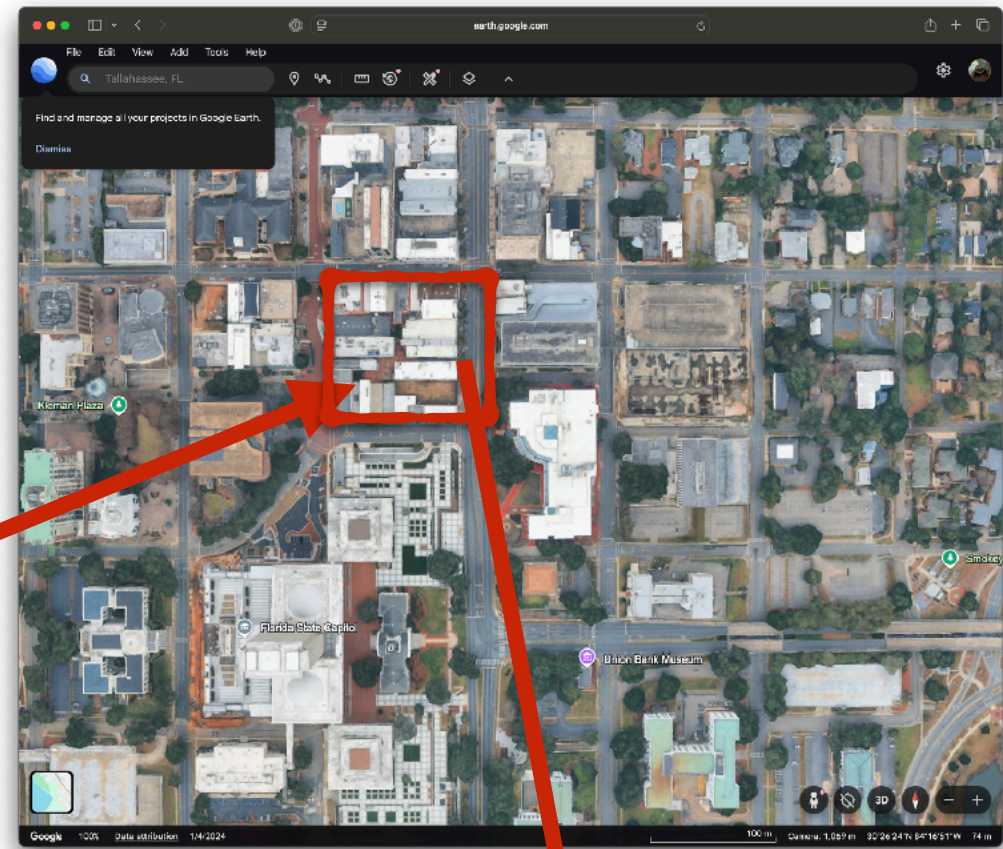 earth.google.com
File Edit View Add Tools Help
Tallahassee, FL
Find and manage all your projects in Google Earth.
Dismiss
Kleman Plaza
Smokey
Florida State Capitol
Union Bank Museum
3D
Google 100% Data attribution 1/4/2024 100 m Camera: 1,059 m 30°26'24"N 84°16'51"W 74 m